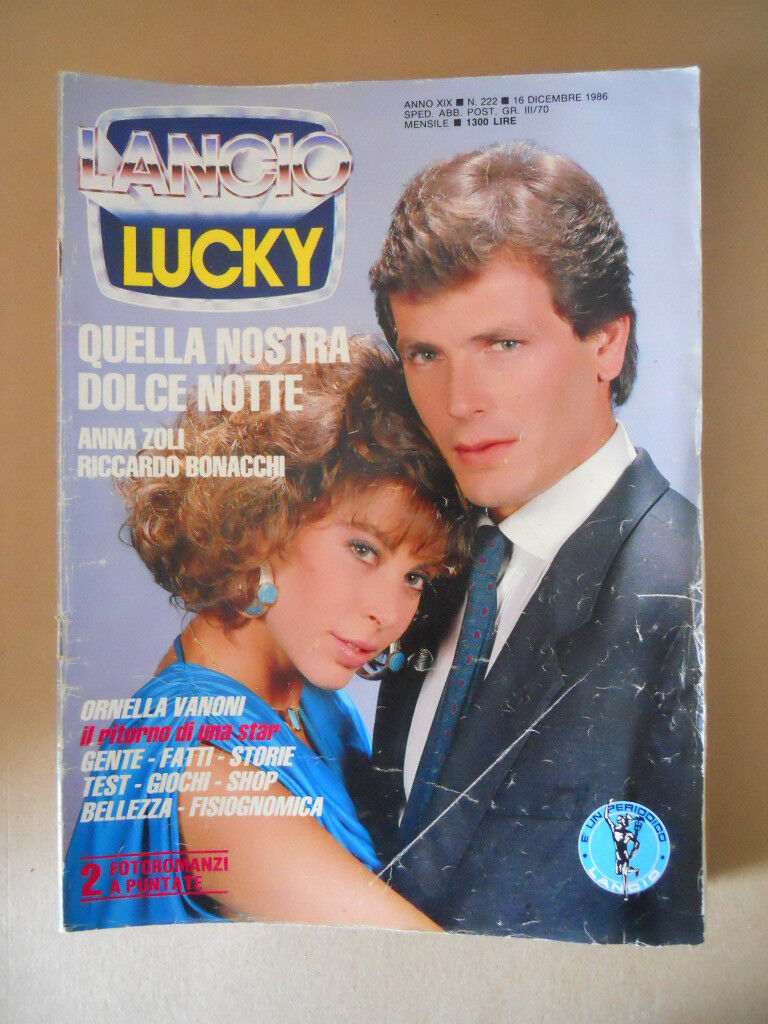 ANNO XIX ■ N. 222 ■ 16 DICEMBRE 1986
SPED. ABB. POST. GR. III/70
MENSILE ■ 1300 LIRE
LANCIO
LUCKY
QUELLA NOSTRA
DOLCE NOTTE
ANNA ZOLI
RICCARDO BONACCHI
ORNELLA VANONI
il ritorno di una star
GENTE - FATTI - STORIE
TEST - GIOCHI - SHOP
BELLEZZA - FISIOGNOMICA
2 FOTOROMANZI
A PUNTATE
È UN PERIODICO
LANCIO